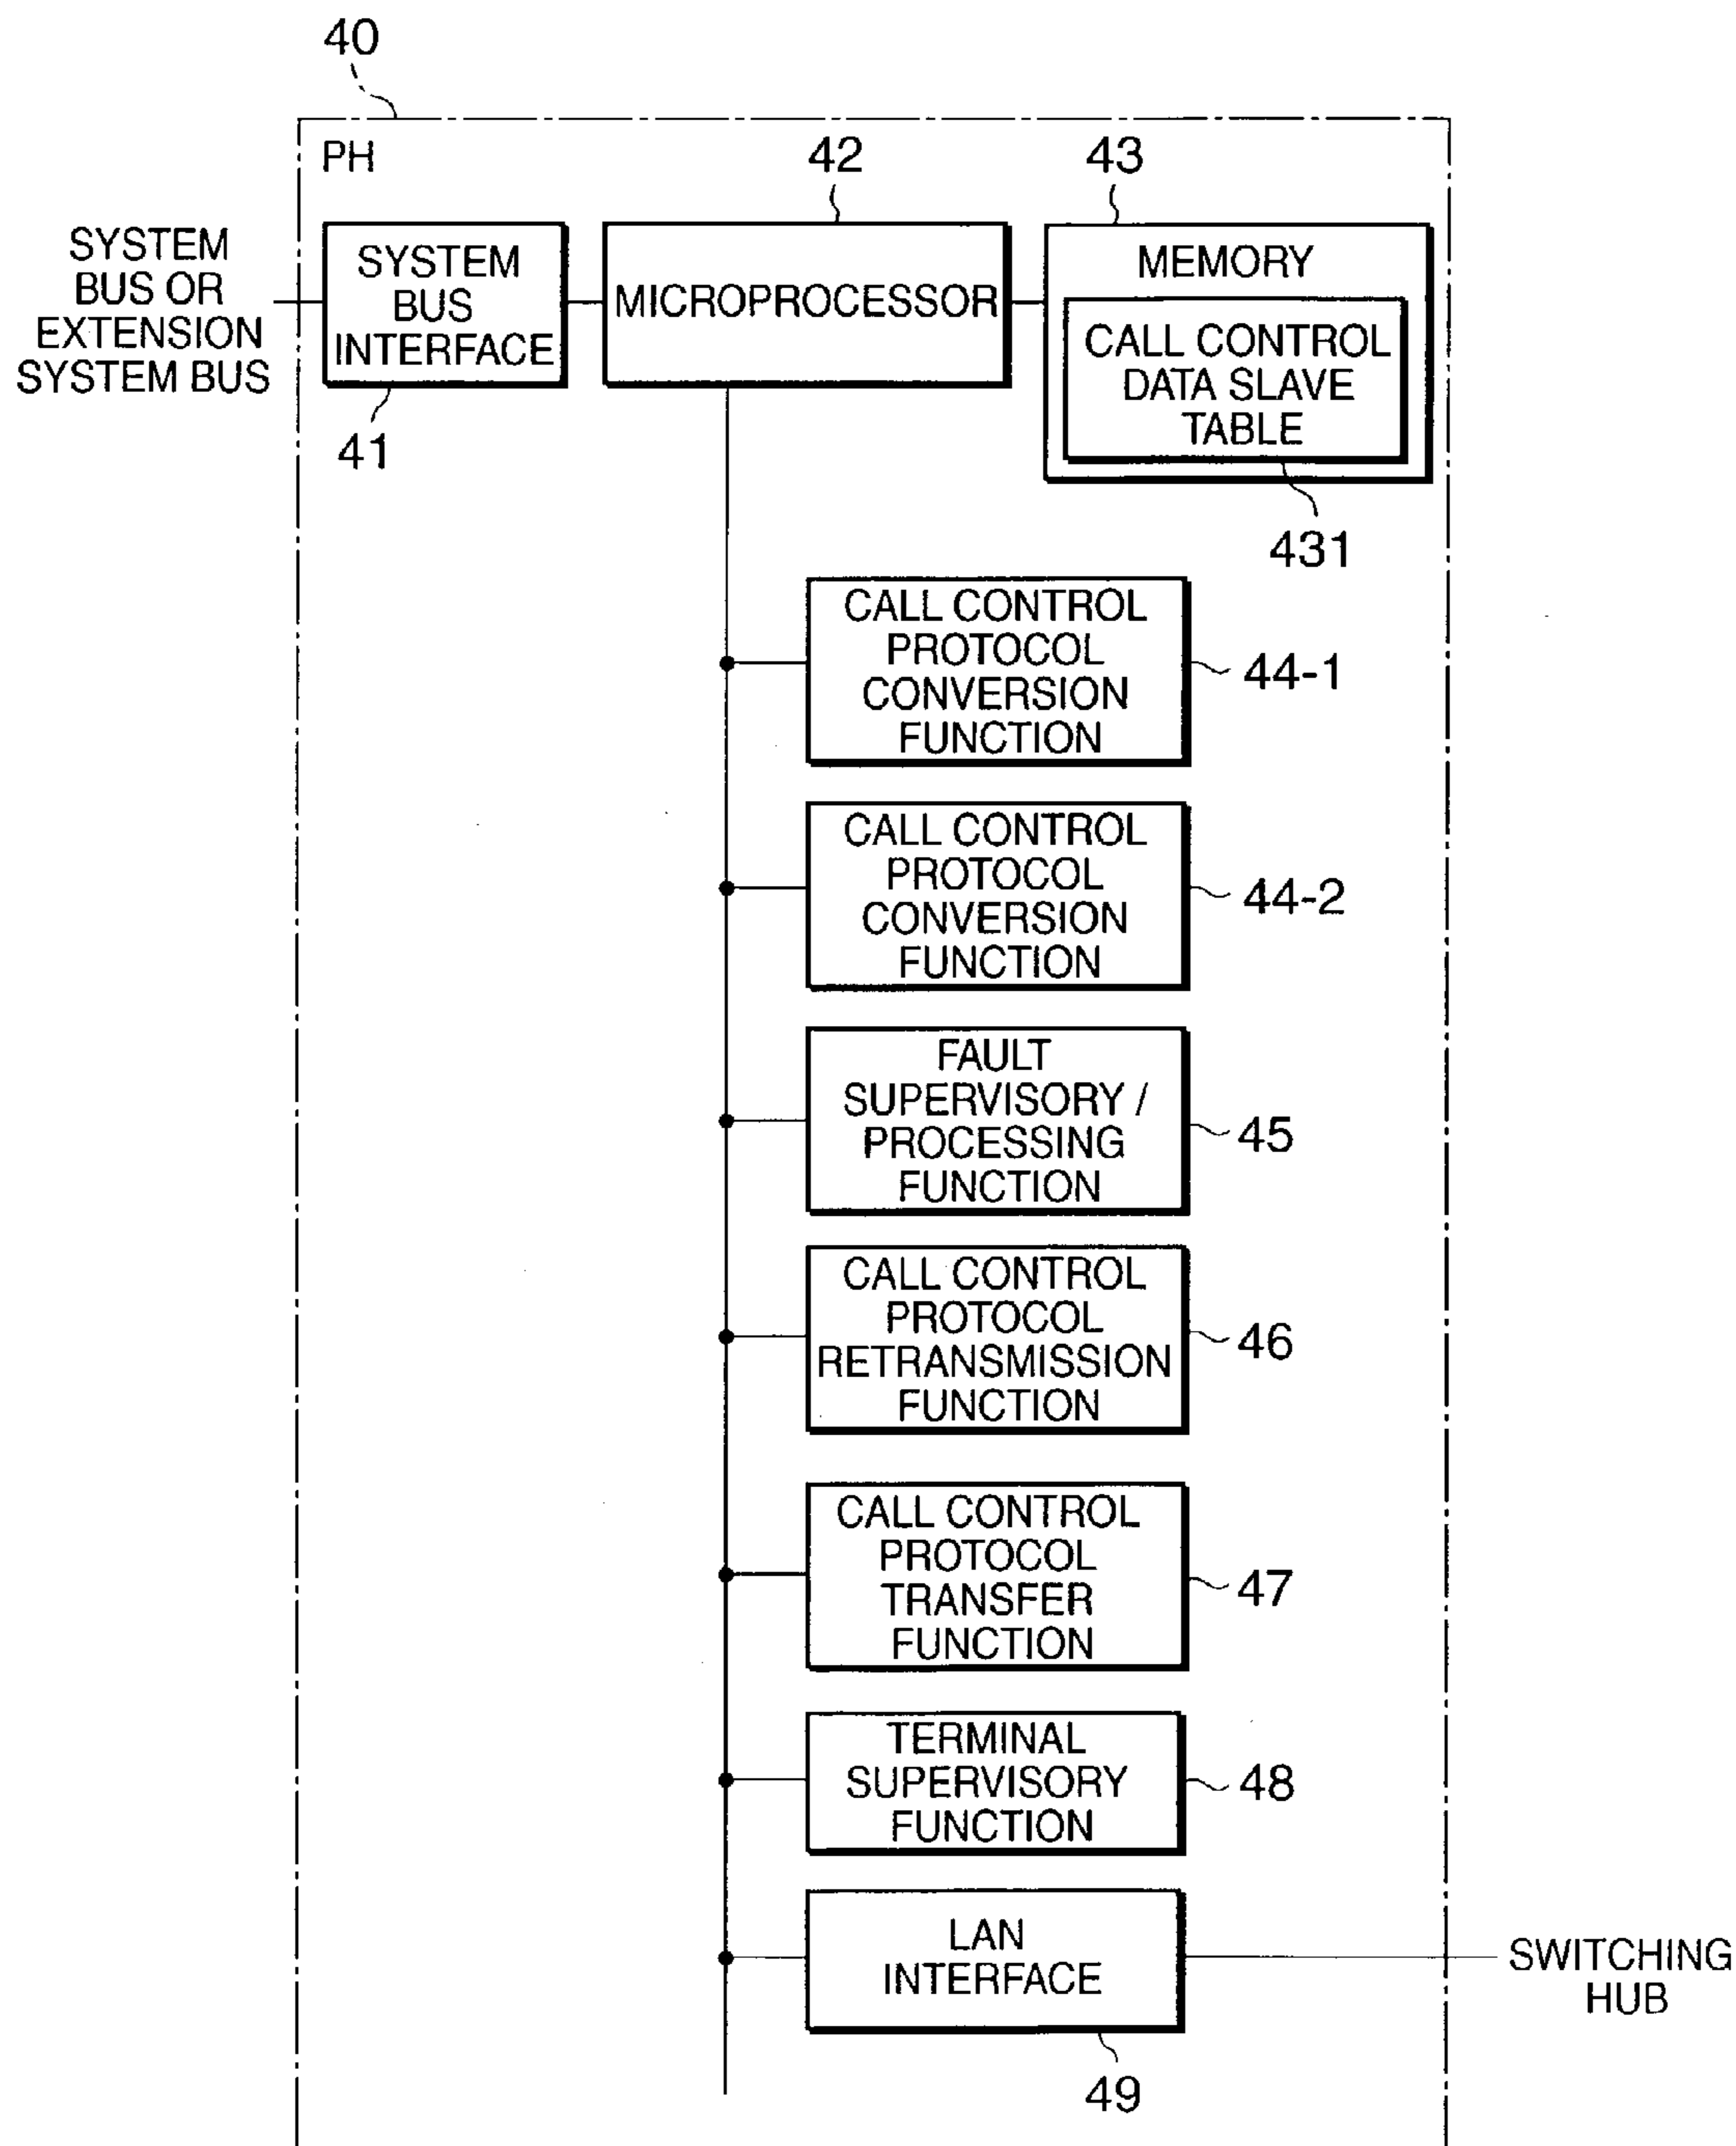 40
PH
42
43
SYSTEM
BUS OR
EXTENSION
SYSTEM BUS
SYSTEM
BUS
INTERFACE
MICROPROCESSOR
MEMORY
CALL CONTROL
DATA SLAVE
TABLE
41
431
CALL CONTROL
PROTOCOL
CONVERSION
FUNCTION
44-1
CALL CONTROL
PROTOCOL
CONVERSION
FUNCTION
44-2
FAULT
SUPERVISORY /
PROCESSING
FUNCTION
45
CALL CONTROL
PROTOCOL
RETRANSMISSION
FUNCTION
46
CALL CONTROL
PROTOCOL
TRANSFER
FUNCTION
47
TERMINAL
SUPERVISORY
FUNCTION
48
LAN
INTERFACE
SWITCHING
HUB
49